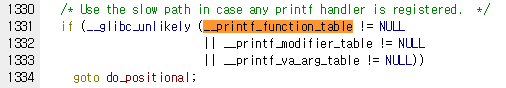 1330 /* Use the slow path in case any printf handler is registered. */
1331 if (__glibc_unlikely (__printf_function_table != NULL
1332 || __printf_modifier_table != NULL
1333 || __printf_va_arg_table != NULL))
1334 goto do_positional;